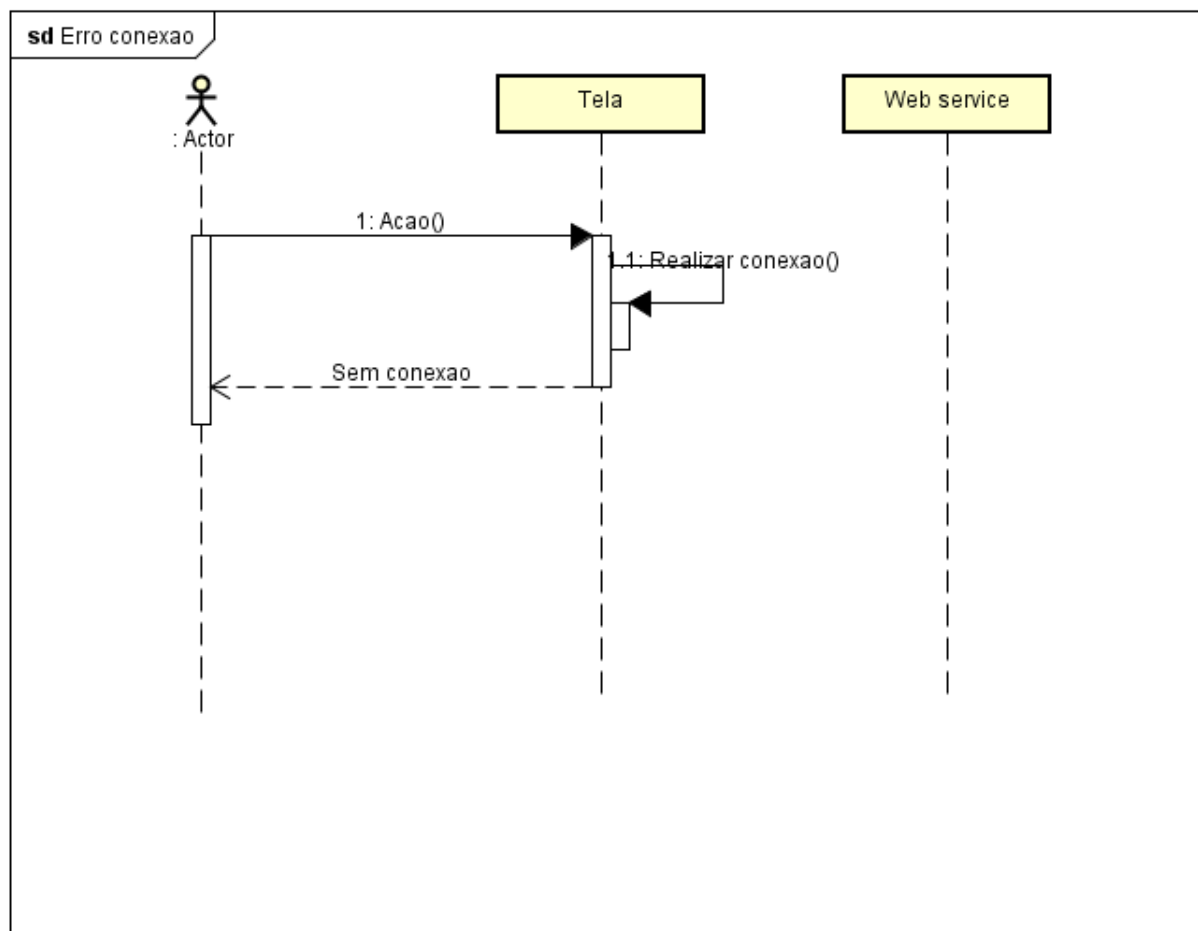 sd Erro conexao
: Actor
Tela
Web service
1: Acao()
1.1: Realizar conexao()
Sem conexao